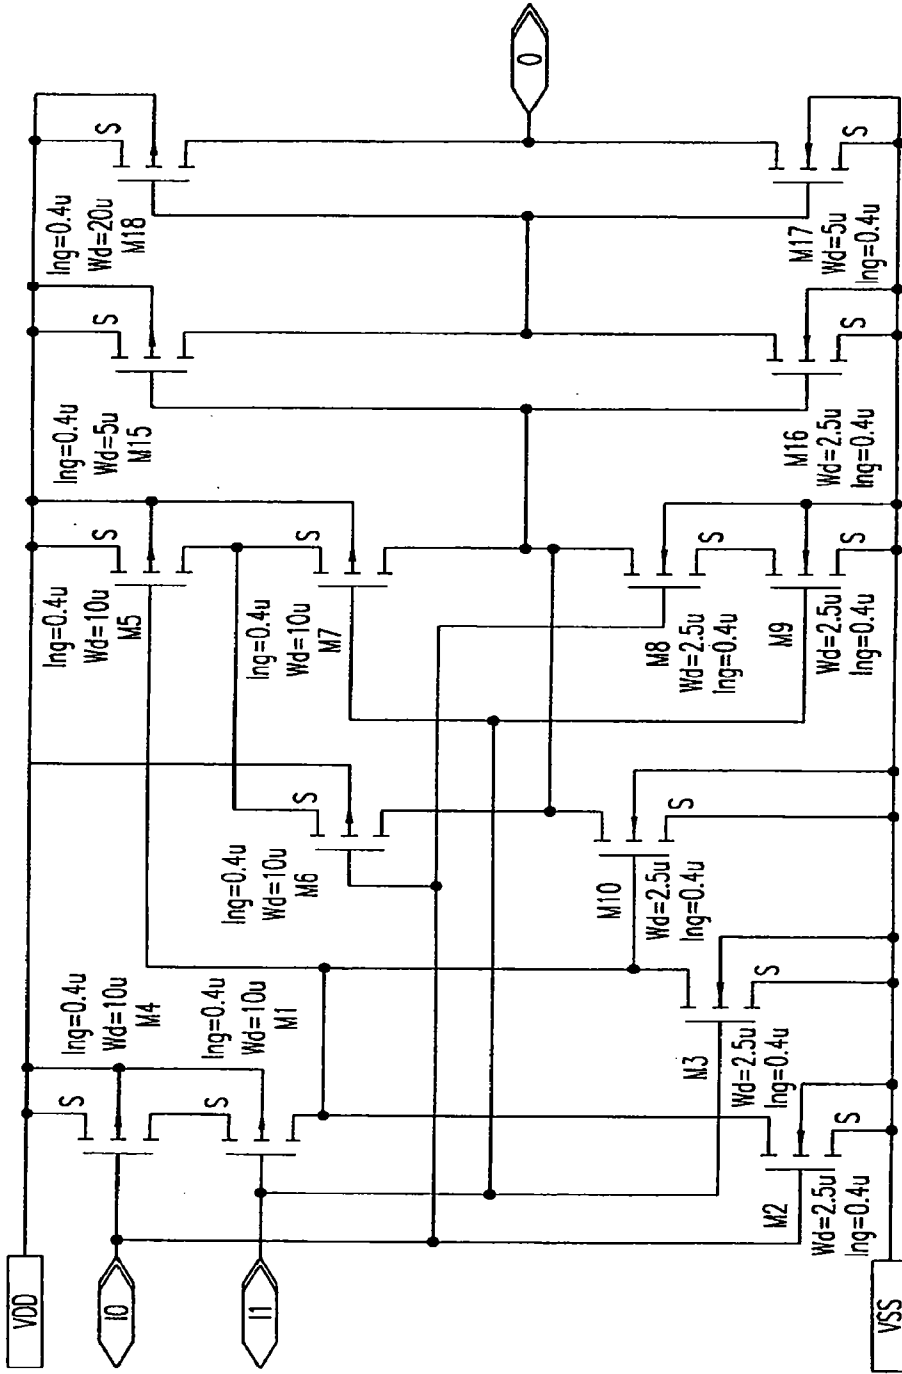 VDD
I0
I1
VSS
lng=0.4u
Wd=10u
M4
S
lng=0.4u
Wd=10u
M1
S
M2
Wd=2.5u
lng=0.4u
S
M3
Wd=2.5u
lng=0.4u
S
lng=0.4u
Wd=10u
M6
S
M10
Wd=2.5u
lng=0.4u
S
lng=0.4u
Wd=10u
M5
S
lng=0.4u
Wd=10u
M7
S
M8
Wd=2.5u
lng=0.4u
S
M9
Wd=2.5u
lng=0.4u
S
lng=0.4u
Wd=5u
M15
S
M16
Wd=2.5u
lng=0.4u
S
lng=0.4u
Wd=20u
M18
S
M17
Wd=5u
lng=0.4u
S
O